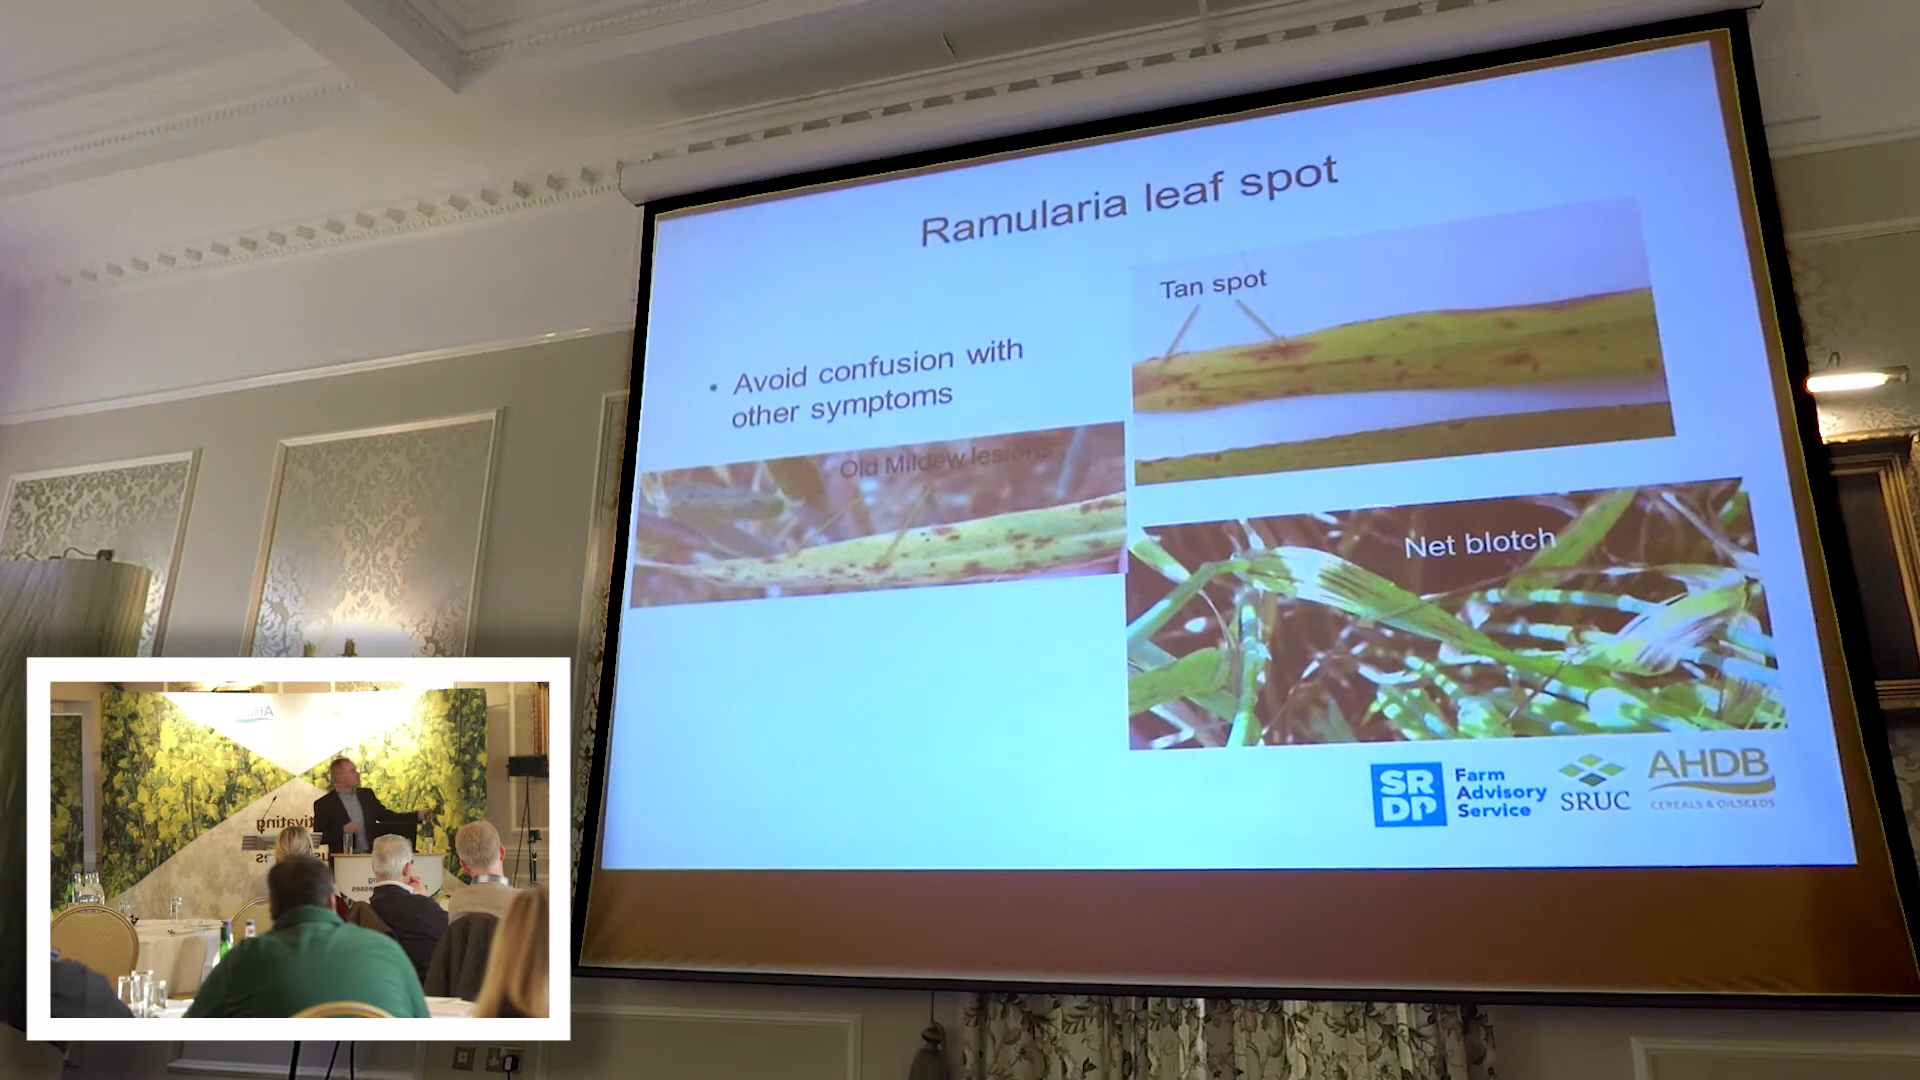 Ramularia leaf spot
• Avoid confusion with
other symptoms
Tan spot
Old Mildew lesions
Net blotch
SR
DP
Farm
Advisory
Service
SRUC
AHDB
CEREALS & OILSEEDS